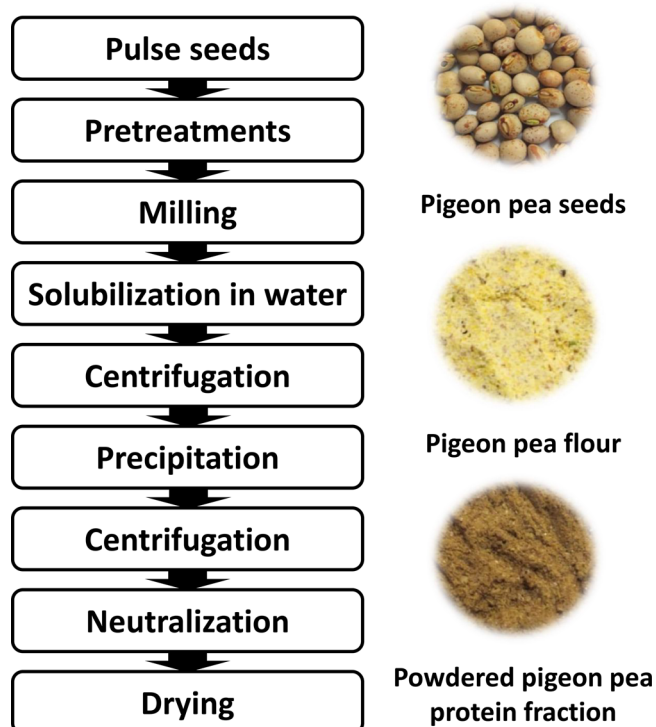 Pulse seeds
Pretreatments
Milling
Solubilization in water
Centrifugation
Precipitation
Centrifugation
Neutralization
Drying
Pigeon pea seeds
Pigeon pea flour
Powdered pigeon pea
protein fraction